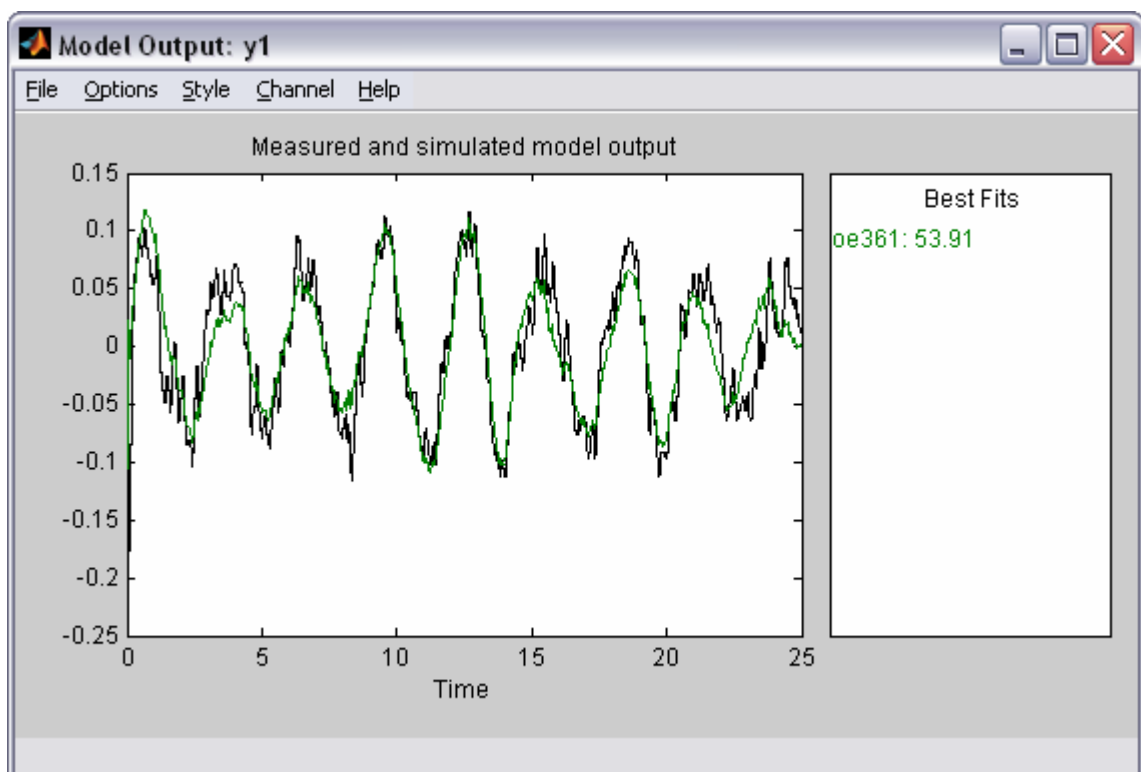 Model Output: y1
File Options Style Channel Help
Measured and simulated model output
0.15
0.1
0.05
0
-0.05
-0.1
-0.15
-0.2
-0.25
0 5 10 15 20 25
Time
Best Fits
oe361: 53.91